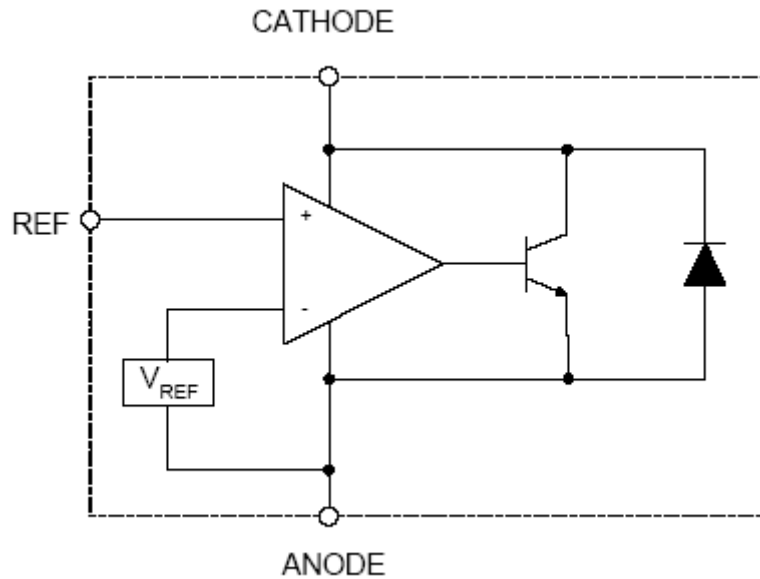 CATHODE
REF
+
-
VREF
ANODE